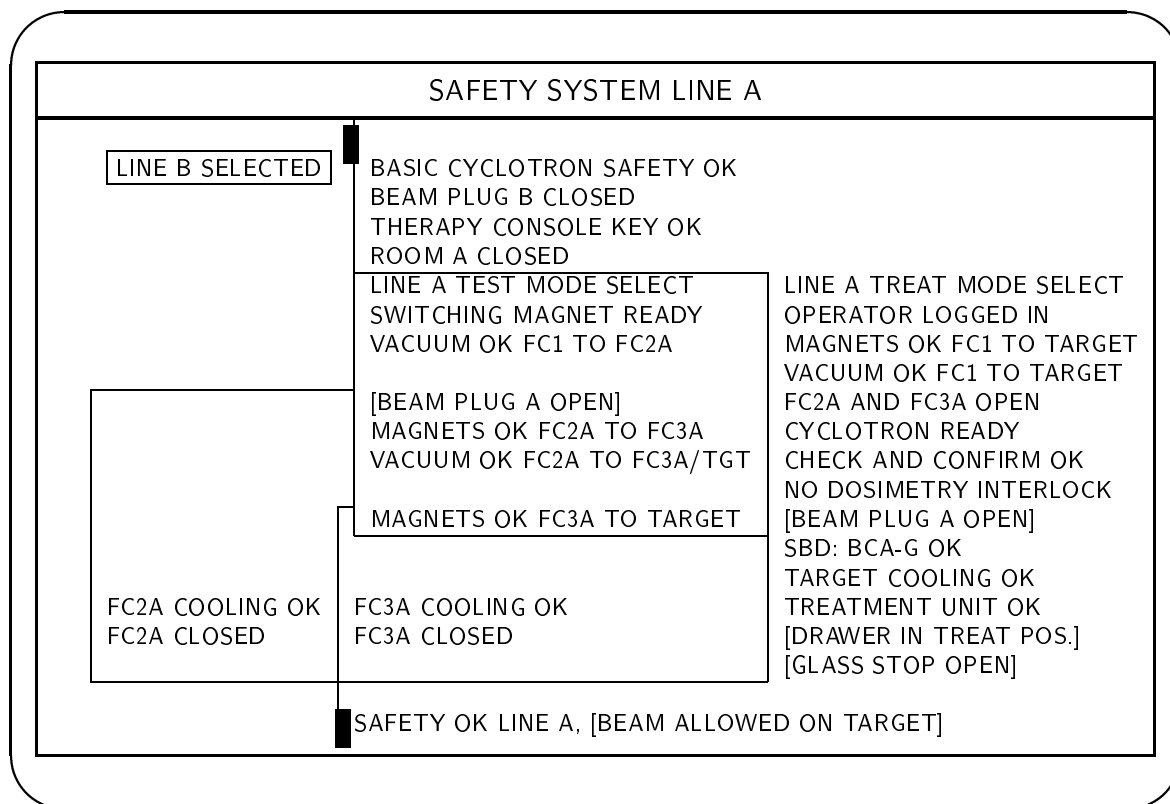 SAFETY SYSTEM LINE A
LINE B SELECTED
BASIC CYCLOTRON SAFETY OK
BEAM PLUG B CLOSED
THERAPY CONSOLE KEY OK
ROOM A CLOSED
LINE A TEST MODE SELECT
SWITCHING MAGNET READY
VACUUM OK FC1 TO FC2A
[BEAM PLUG A OPEN]
MAGNETS OK FC2A TO FC3A
VACUUM OK FC2A TO FC3A/TGT
MAGNETS OK FC3A TO TARGET
LINE A TREAT MODE SELECT
OPERATOR LOGGED IN
MAGNETS OK FC1 TO TARGET
VACUUM OK FC1 TO TARGET
FC2A AND FC3A OPEN
CYCLOTRON READY
CHECK AND CONFIRM OK
NO DOSIMETRY INTERLOCK
[BEAM PLUG A OPEN]
SBD: BCA-G OK
TARGET COOLING OK
TREATMENT UNIT OK
[DRAWER IN TREAT POS.]
[GLASS STOP OPEN]
FC2A COOLING OK
FC2A CLOSED
FC3A COOLING OK
FC3A CLOSED
SAFETY OK LINE A, [BEAM ALLOWED ON TARGET]